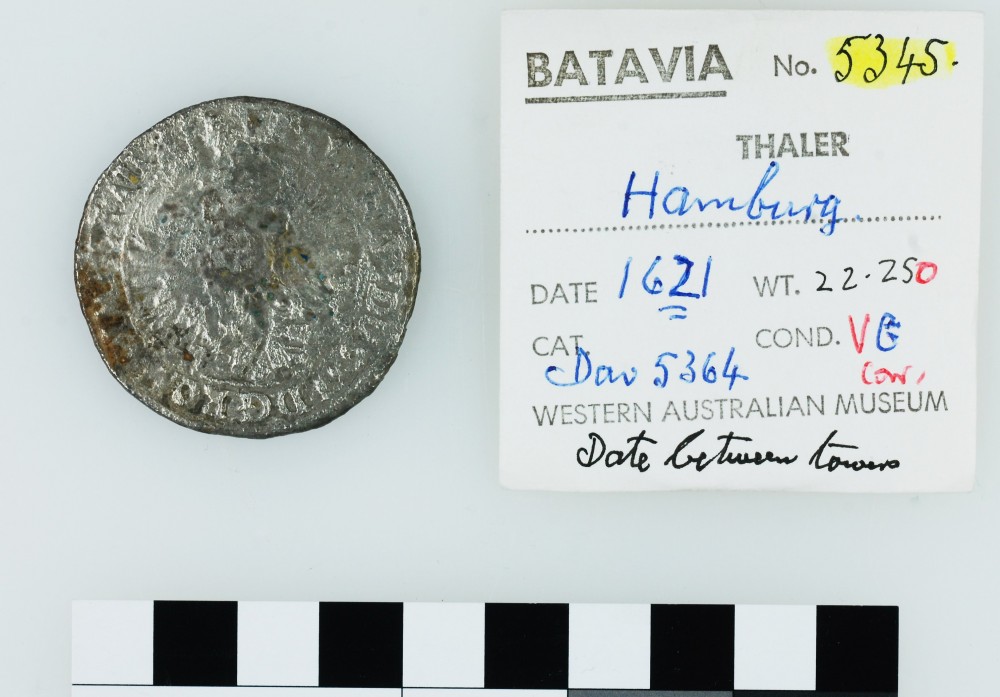 BATAVIA No. 5345.
THALER
Hamburg.
DATE 1621 WT. 22.250
CAT. COND. VG
Dav 5364 Corr.
WESTERN AUSTRALIAN MUSEUM
Date between towers